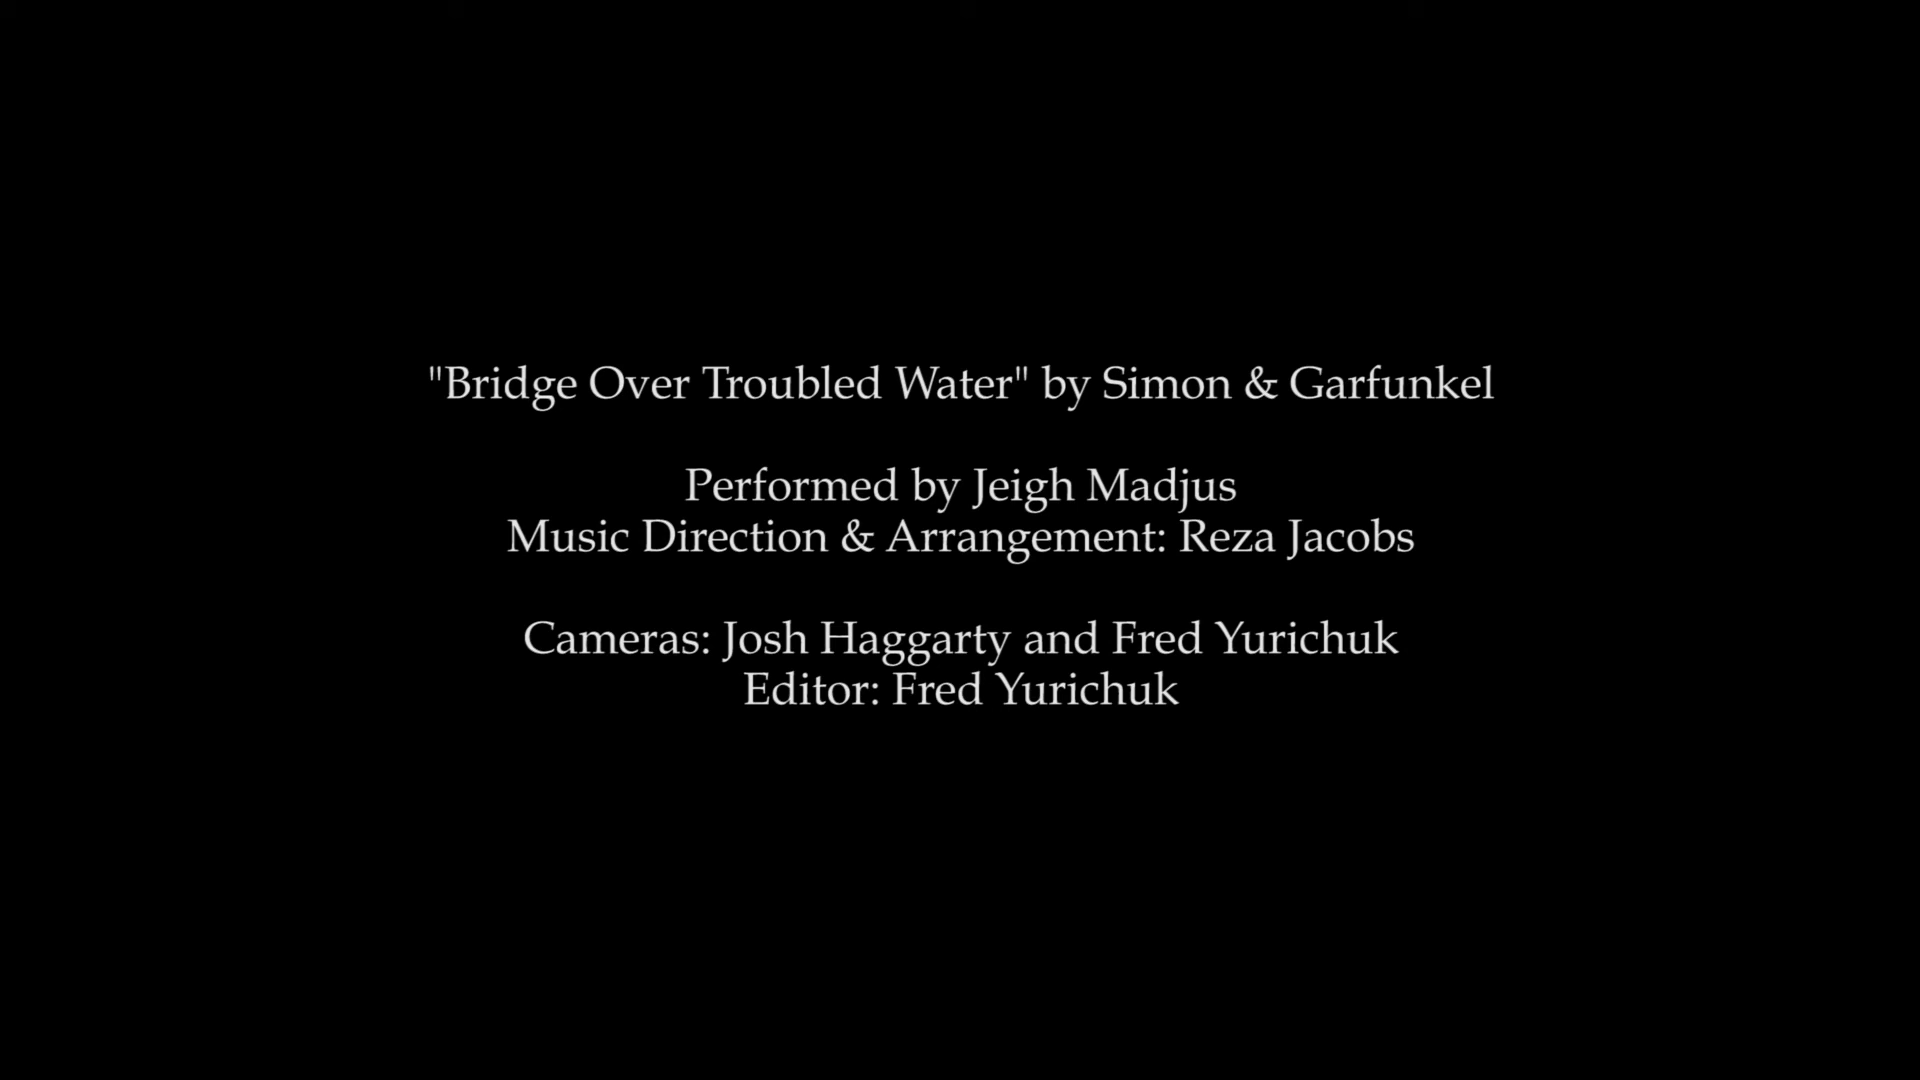 "Bridge Over Troubled Water" by Simon & Garfunkel
Performed by Jeigh Madjus
Music Direction & Arrangement: Reza Jacobs
Cameras: Josh Haggarty and Fred Yurichuk
Editor: Fred Yurichuk